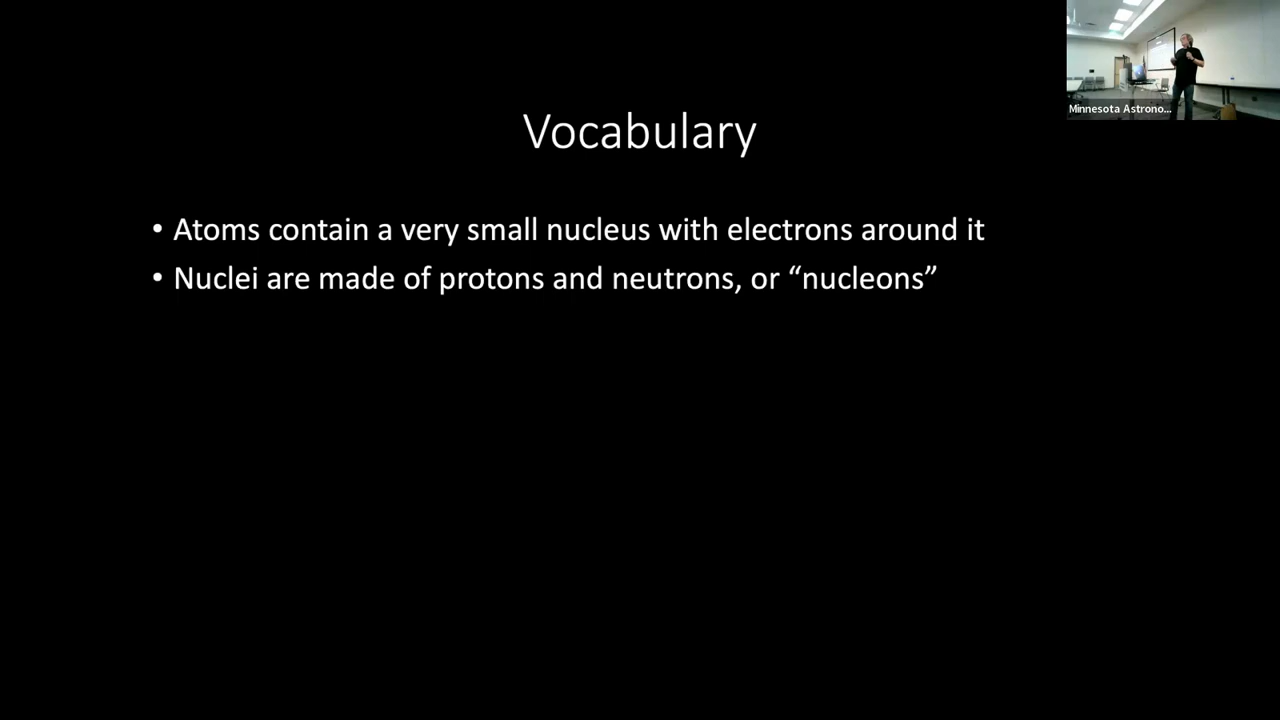 Vocabulary
• Atoms contain a very small nucleus with electrons around it
• Nuclei are made of protons and neutrons, or “nucleons”
Minnesota Astrono...